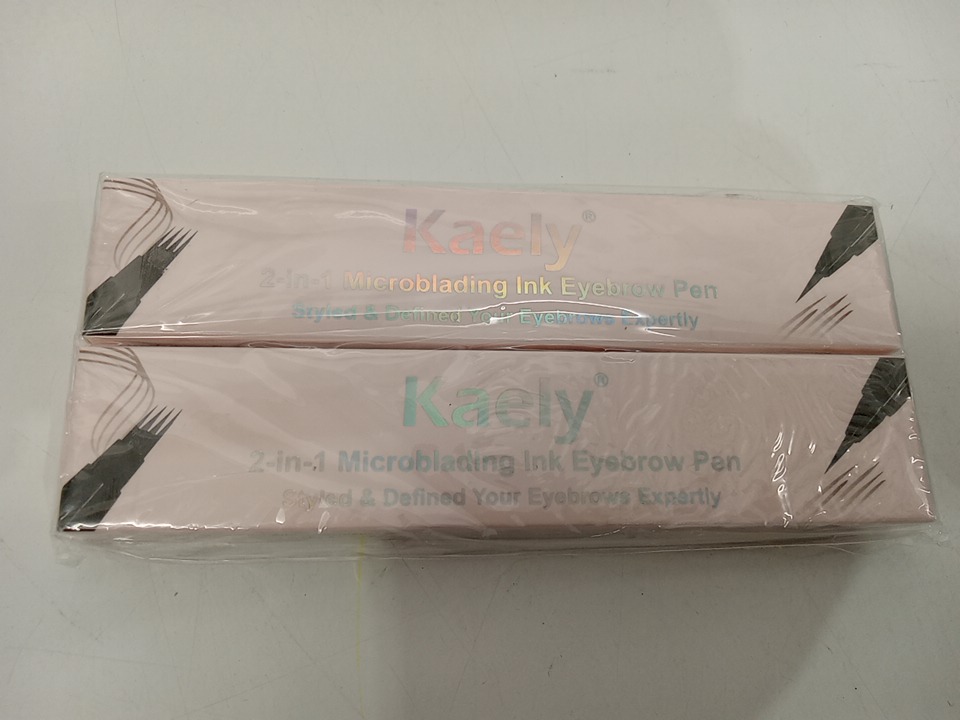 Kaely®
2-in-1 Microblading Ink Eyebrow Pen
Styled & Defined Your Eyebrows Expertly
Kaely®
2-in-1 Microblading Ink Eyebrow Pen
Styled & Defined Your Eyebrows Expertly